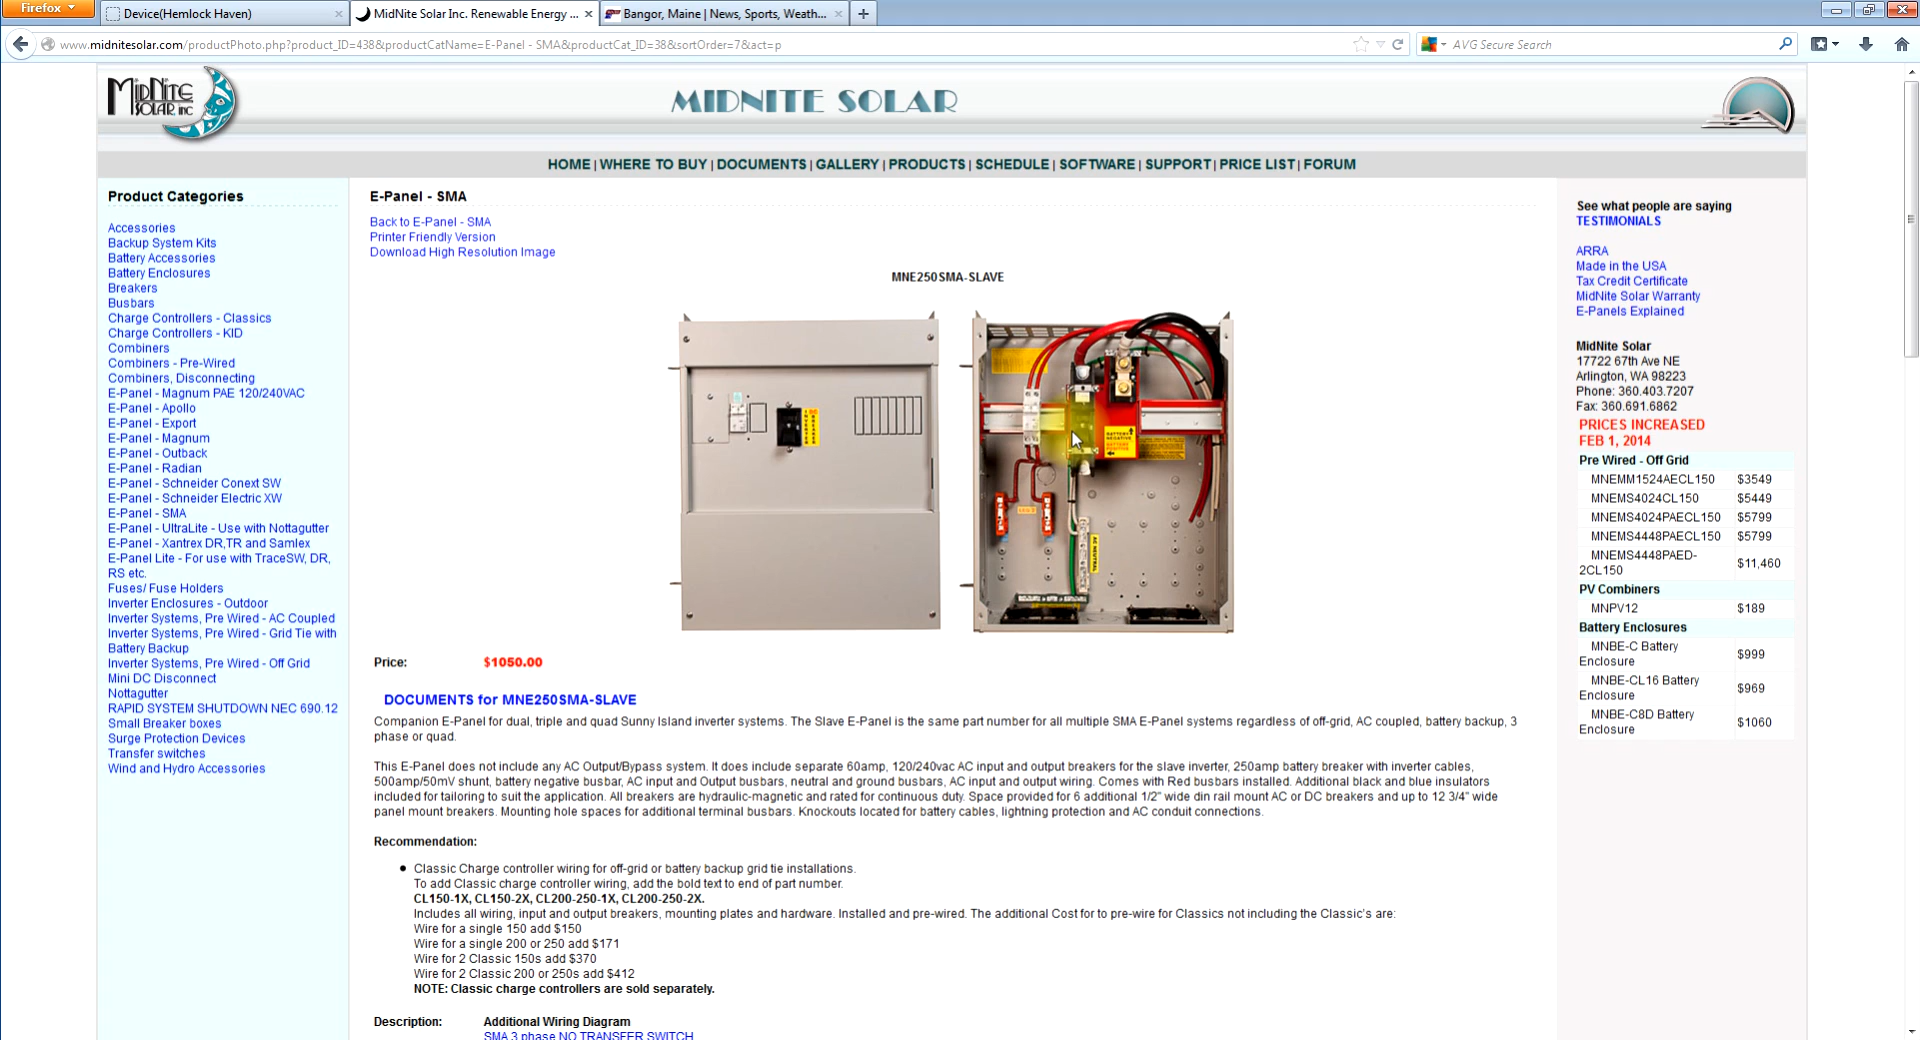 Firefox
Device(Hemlock Haven)
MidNite Solar Inc. Renewable Energy ...
Bangor, Maine | News, Sports, Weath...
www.midnitesolar.com/productPhoto.php?product_ID=438&productCatName=E-Panel - SMA&productCat_ID=38&sortOrder=7&act=p
AVG Secure Search
MIDNITE SOLAR, INC
MIDNITE SOLAR
HOME | WHERE TO BUY | DOCUMENTS | GALLERY | PRODUCTS | SCHEDULE | SOFTWARE | SUPPORT | PRICE LIST | FORUM
Product Categories
Accessories
Backup System Kits
Battery Accessories
Battery Enclosures
Breakers
Busbars
Charge Controllers - Classics
Charge Controllers - KID
Combiners
Combiners - Pre-Wired
Combiners, Disconnecting
E-Panel - Magnum PAE 120/240VAC
E-Panel - Apollo
E-Panel - Export
E-Panel - Magnum
E-Panel - Outback
E-Panel - Radian
E-Panel - Schneider Conext SW
E-Panel - Schneider Electric XW
E-Panel - SMA
E-Panel - UltraLite - Use with Nottagutter
E-Panel - Xantrex DR,TR and Samlex
E-Panel Lite - For use with TraceSW, DR,
RS etc.
Fuses/ Fuse Holders
Inverter Enclosures - Outdoor
Inverter Systems, Pre Wired - AC Coupled
Inverter Systems, Pre Wired - Grid Tie with
Battery Backup
Inverter Systems, Pre Wired - Off Grid
Mini DC Disconnect
Nottagutter
RAPID SYSTEM SHUTDOWN NEC 690.12
Small Breaker boxes
Surge Protection Devices
Transfer switches
Wind and Hydro Accessories
E-Panel - SMA
Back to E-Panel - SMA
Printer Friendly Version
Download High Resolution Image
MNE250SMA-SLAVE
BATTERY NEGATIVE
BATTERY POSITIVE
AC NEUTRAL
Price: $1050.00
DOCUMENTS for MNE250SMA-SLAVE
Companion E-Panel for dual, triple and quad Sunny Island inverter systems. The Slave E-Panel is the same part number for all multiple SMA E-Panel systems regardless of off-grid, AC coupled, battery backup, 3
phase or quad.
This E-Panel does not include any AC Output/Bypass system. It does include separate 60amp, 120/240vac AC input and output breakers for the slave inverter, 250amp battery breaker with inverter cables,
500amp/50mV shunt, battery negative busbar, AC input and Output busbars, neutral and ground busbars, AC input and output wiring. Comes with Red busbars installed. Additional black and blue insulators
included for tailoring to suit the application. All breakers are hydraulic-magnetic and rated for continuous duty. Space provided for 6 additional 1/2" wide din rail mount AC or DC breakers and up to 12 3/4" wide
panel mount breakers. Mounting hole spaces for additional terminal busbars. Knockouts located for battery cables, lightning protection and AC conduit connections.
Recommendation:
• Classic Charge controller wiring for off-grid or battery backup grid tie installations.
To add Classic charge controller wiring, add the bold text to end of part number.
CL150-1X, CL150-2X, CL200-250-1X, CL200-250-2X.
Includes all wiring, input and output breakers, mounting plates and hardware. Installed and pre-wired. The additional Cost for to pre-wire for Classics not including the Classic's are:
Wire for a single 150 add $150
Wire for a single 200 or 250 add $171
Wire for 2 Classic 150s add $370
Wire for 2 Classic 200 or 250s add $412
NOTE: Classic charge controllers are sold separately.
Description: Additional Wiring Diagram
SMA 3 phase NO TRANSFER SWITCH
See what people are saying
TESTIMONIALS
ARRA
Made in the USA
Tax Credit Certificate
MidNite Solar Warranty
E-Panels Explained
MidNite Solar
17722 67th Ave NE
Arlington, WA 98223
Phone: 360.403.7207
Fax: 360.691.6862
PRICES INCREASED
FEB 1, 2014
Pre Wired - Off Grid
MNEMM1524AECL150 $3549
MNEMS4024CL150 $5449
MNEMS4024PAECL150 $5799
MNEMS4448PAECL150 $5799
MNEMS4448PAED-
2CL150 $11,460
PV Combiners
MNPV12 $189
Battery Enclosures
MNBE-C Battery
Enclosure $999
MNBE-CL16 Battery
Enclosure $969
MNBE-C8D Battery
Enclosure $1060